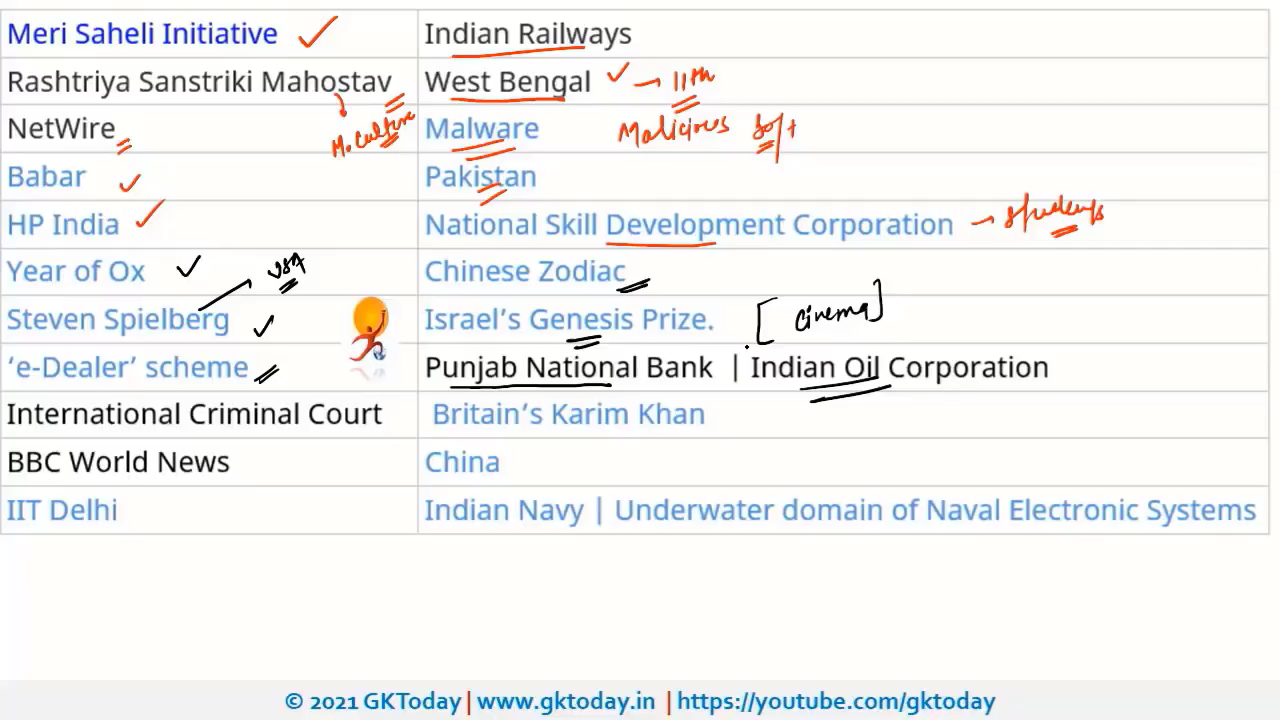 Meri Saheli Initiative Indian Railways
Rashtriya Sanstriki Mahostav West Bengal → 11th
M. Culture
NetWire Malware Malicious Soft
Babar Pakistan
HP India National Skill Development Corporation → Students
Year of Ox USA Chinese Zodiac
Steven Spielberg Israel's Genesis Prize. [Cinema]
‘e-Dealer’ scheme Punjab National Bank | Indian Oil Corporation
International Criminal Court Britain's Karim Khan
BBC World News China
IIT Delhi Indian Navy | Underwater domain of Naval Electronic Systems
© 2021 GKToday | www.gktoday.in | https://youtube.com/gktoday